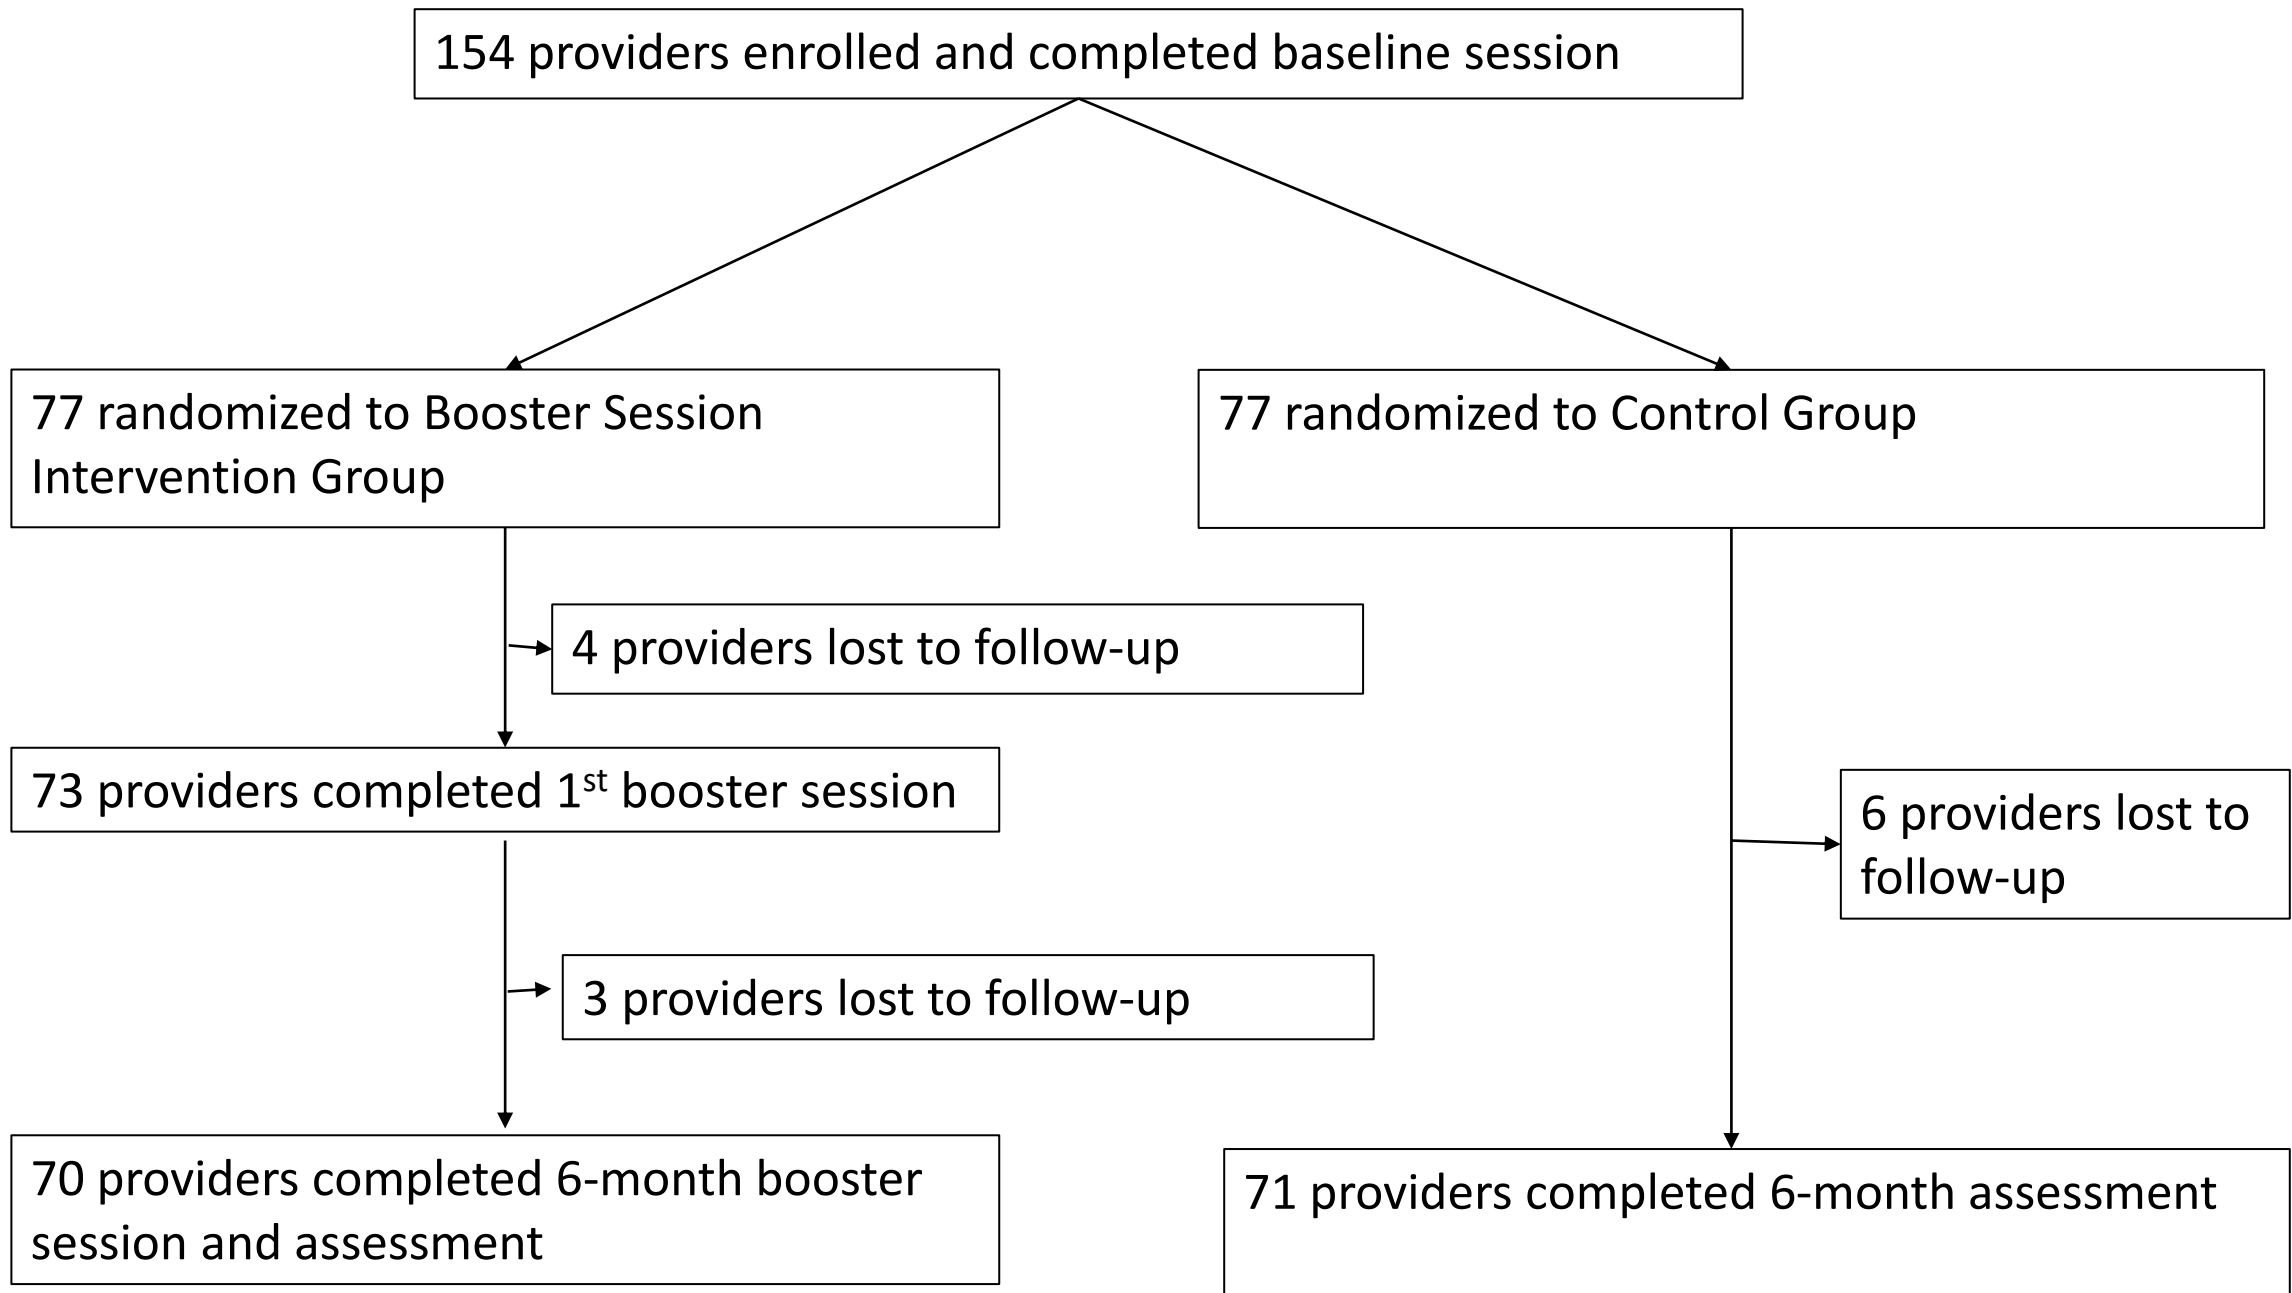 154 providers enrolled and completed baseline session
77 randomized to Booster Session
Intervention Group
77 randomized to Control Group
4 providers lost to follow-up
73 providers completed 1st booster session
6 providers lost to
follow-up
3 providers lost to follow-up
70 providers completed 6-month booster
session and assessment
71 providers completed 6-month assessment